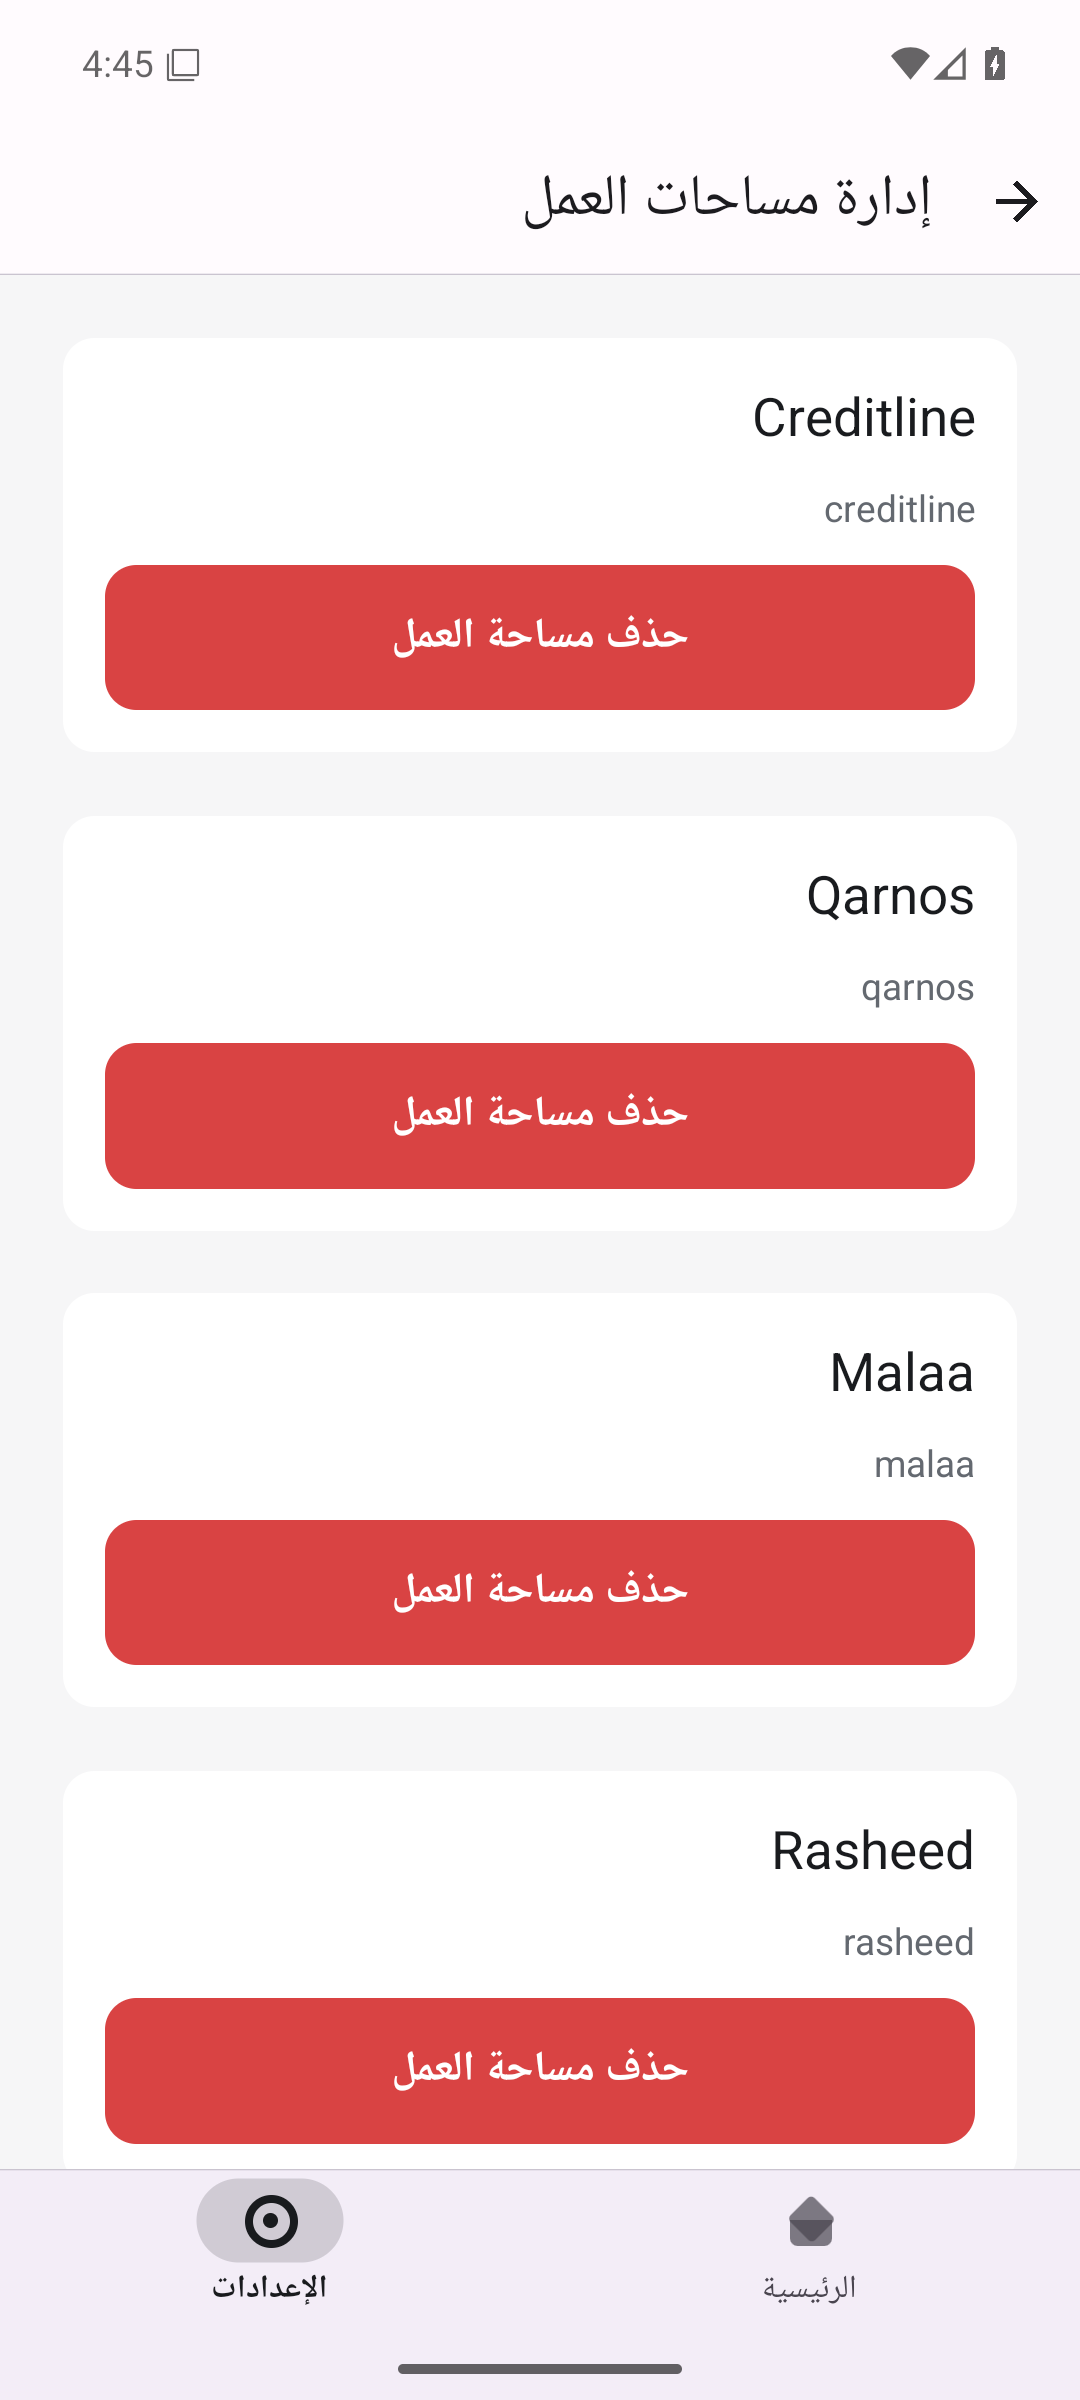 4:45
إدارة مساحات العمل
Creditline
creditline
حذف مساحة العمل
Qarnos
qarnos
حذف مساحة العمل
Malaa
malaa
حذف مساحة العمل
Rasheed
rasheed
حذف مساحة العمل
الرئيسية
الإعدادات